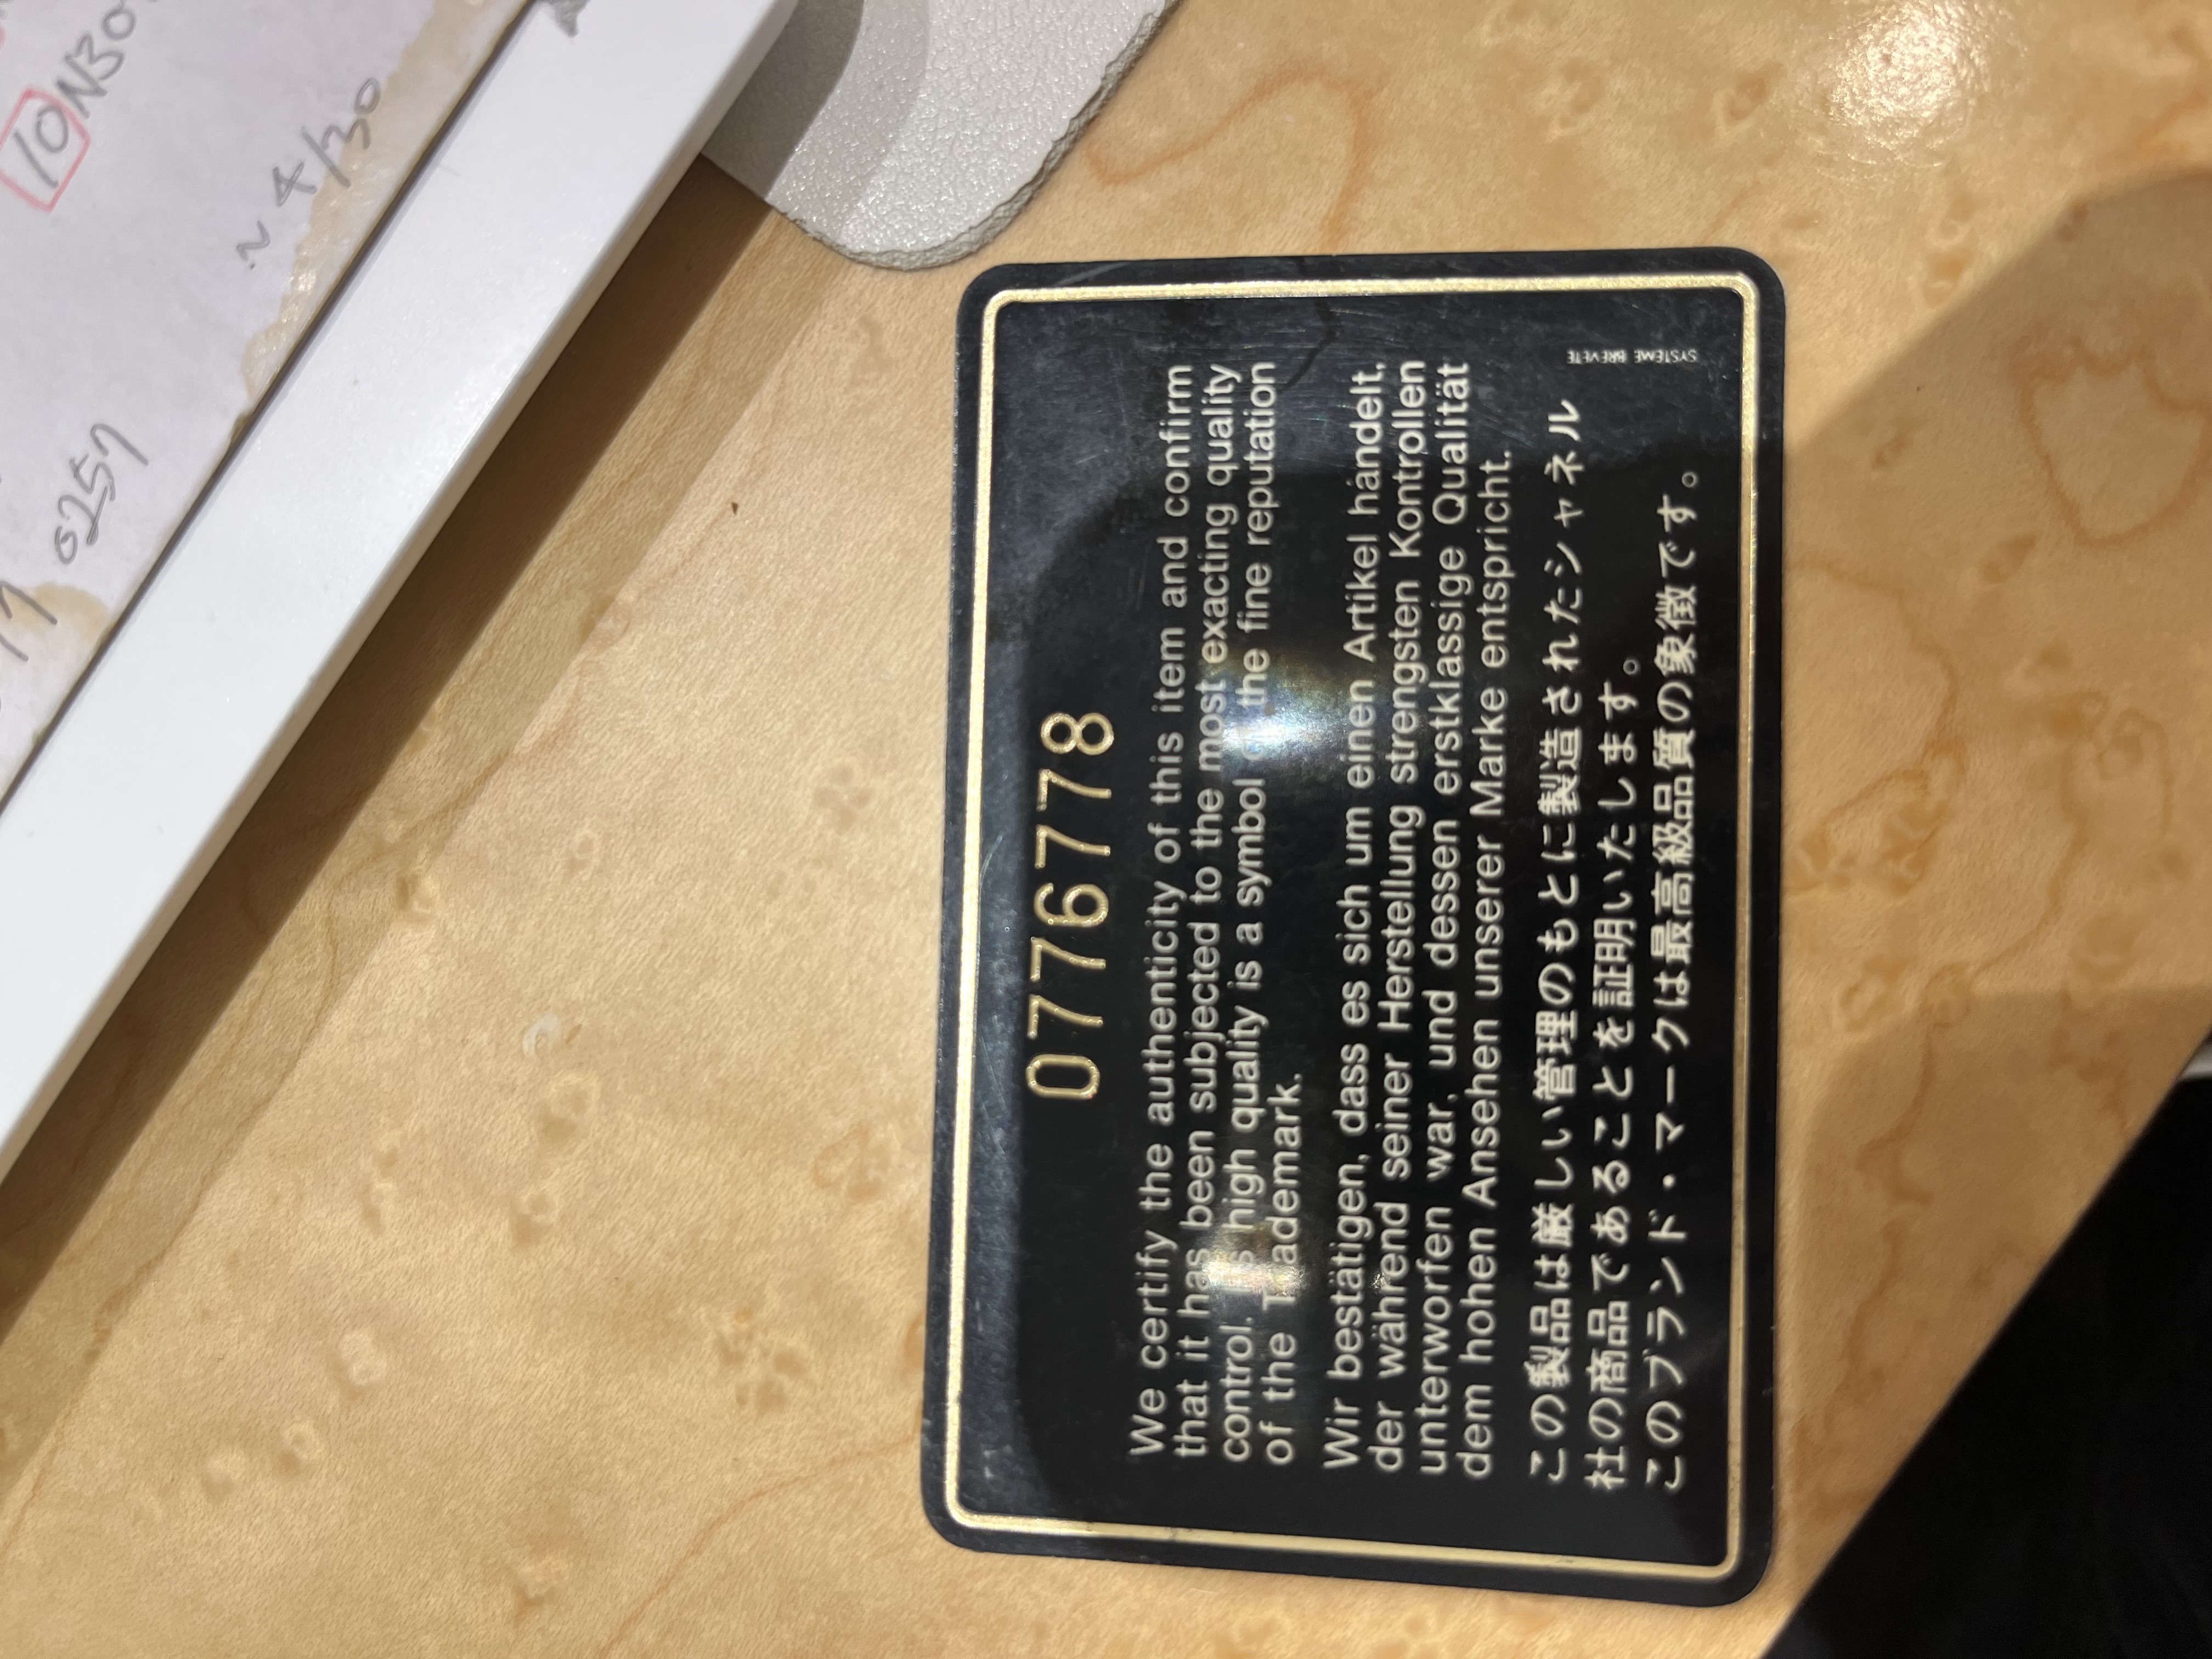 10 N30
~ 4/30
0257
0776778
We certify the authenticity of this item and confirm
that it has been subjected to the most exacting quality
control. Its high quality is a symbol of the fine reputation
of the Trademark.
Wir bestätigen, dass es sich um einen Artikel handelt,
der während seiner Herstellung strengsten Kontrollen
unterworfen war, und dessen erstklassige Qualität
dem hohen Ansehen unserer Marke entspricht.
この製品は厳しい管理のもとに製造されたシャネル
社の商品であることを証明いたします。
このブランド・マークは最高級品質の象徴です。
SYSTEME BREVETE